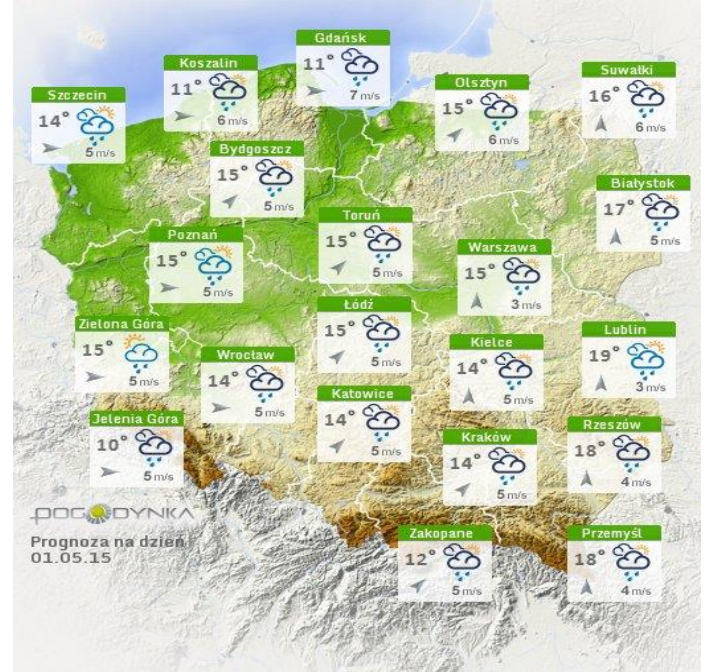 Gdańsk
11°
7 m/s
Koszalin
11°
6 m/s
Suwałki
16°
6 m/s
Olsztyn
15°
6 m/s
Szczecin
14°
5 m/s
Bydgoszcz
15°
5 m/s
Białystok
17°
5 m/s
Toruń
15°
5 m/s
Poznań
15°
5 m/s
Warszawa
15°
3 m/s
Łódź
15°
5 m/s
Zielona Góra
15°
5 m/s
Lublin
19°
3 m/s
Kielce
14°
5 m/s
Wrocław
14°
5 m/s
Katowice
14°
5 m/s
Jelenia Góra
10°
5 m/s
Rzeszów
18°
4 m/s
Kraków
14°
5 m/s
POGODYNKA
Prognoza na dzień
01.05.15
Zakopane
12°
5 m/s
Przemyśl
18°
4 m/s